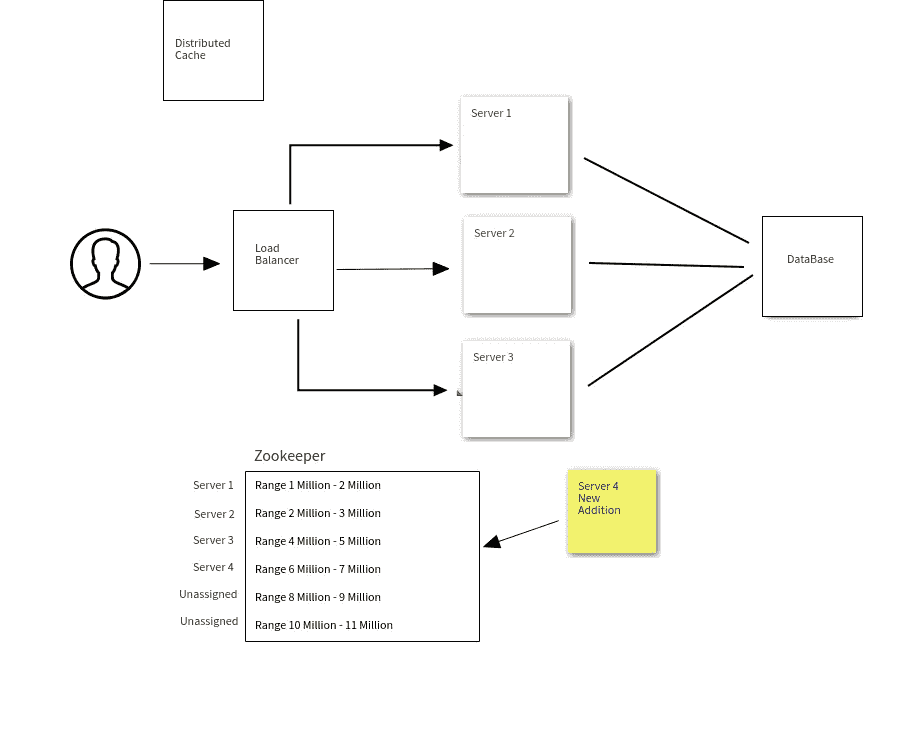 Distributed
Cache
Server 1
Load
Balancer
Server 2
DataBase
Server 3
Zookeeper
Server 1 Range 1 Million - 2 Million
Server 2 Range 2 Million - 3 Million
Server 3 Range 4 Million - 5 Million
Server 4 Range 6 Million - 7 Million
Unassigned Range 8 Million - 9 Million
Unassigned Range 10 Million - 11 Million
Server 4
New
Addition